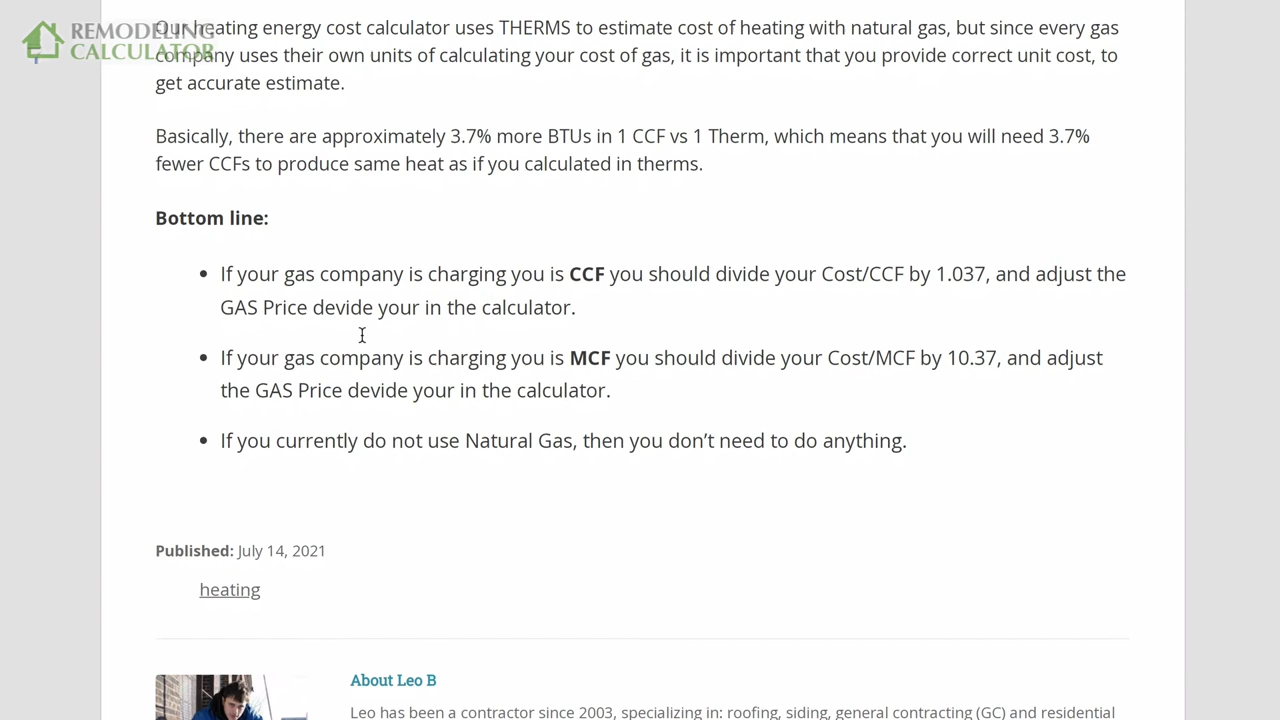 REMODELING
CALCULATOR
Our heating energy cost calculator uses THERMS to estimate cost of heating with natural gas, but since every gas
company uses their own units of calculating your cost of gas, it is important that you provide correct unit cost, to
get accurate estimate.
Basically, there are approximately 3.7% more BTUs in 1 CCF vs 1 Therm, which means that you will need 3.7%
fewer CCFs to produce same heat as if you calculated in therms.
Bottom line:
If your gas company is charging you is CCF you should divide your Cost/CCF by 1.037, and adjust the
GAS Price devide your in the calculator.
If your gas company is charging you is MCF you should divide your Cost/MCF by 10.37, and adjust
the GAS Price devide your in the calculator.
If you currently do not use Natural Gas, then you don’t need to do anything.
Published: July 14, 2021
heating
About Leo B
Leo has been a contractor since 2003, specializing in: roofing, siding, general contracting (GC) and residential